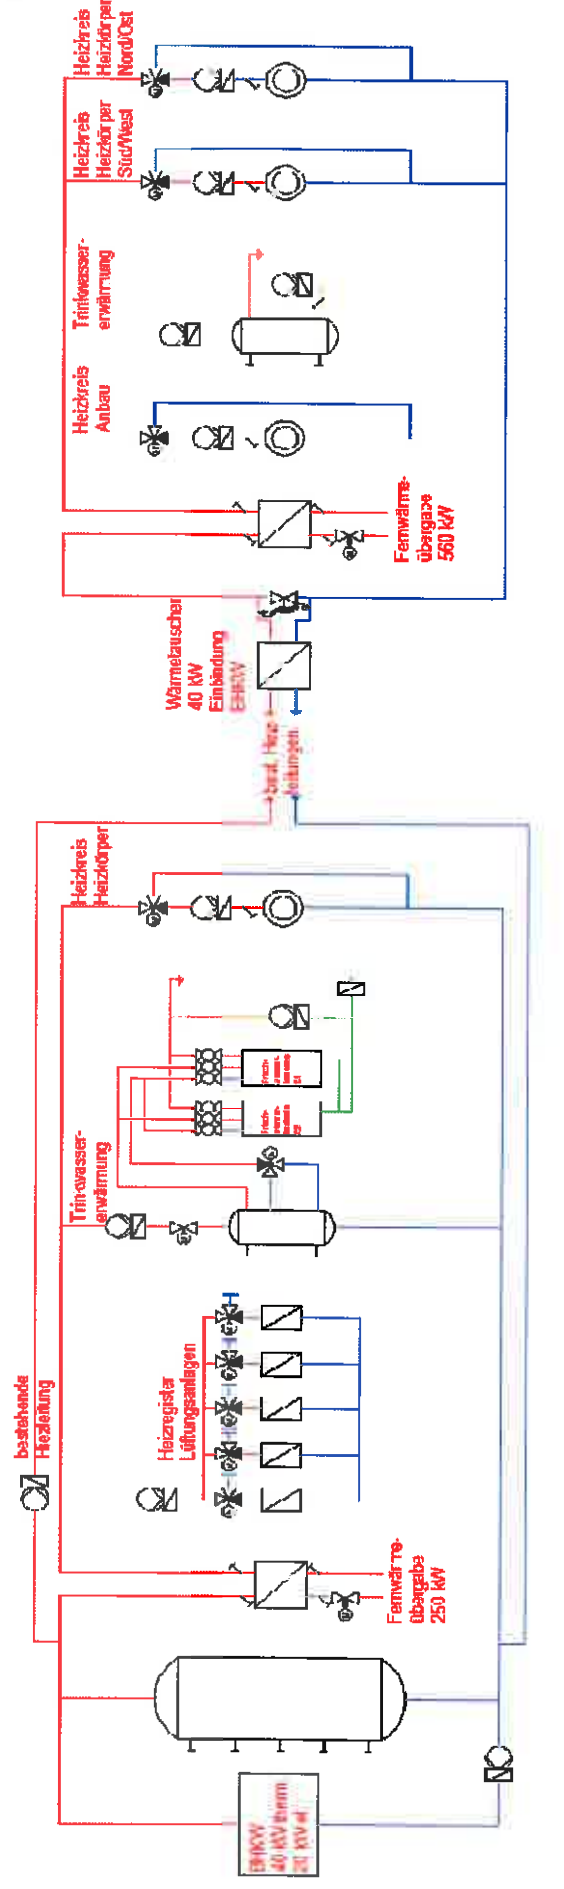 Heizkreis
Heizkörper
Nord/Ost
Heizkreis
Heizkörper
Süd/West
Trinkwasser-
erwärmung
Heizkreis
Anbau
Fernwärme-
übergabe
560 kW
Wärmetauscher
40 kW
Einbindung
BHKW
best. Heiz
leitungen
Heizkreis
Heizkörper
Trinkwasser-
erwärmung
Heizregister
Lüftungsanlagen
bestehende
Hiezleitung
Fernwärme-
übergabe
250 kW
BHKW
40 kW therm
20 kW el